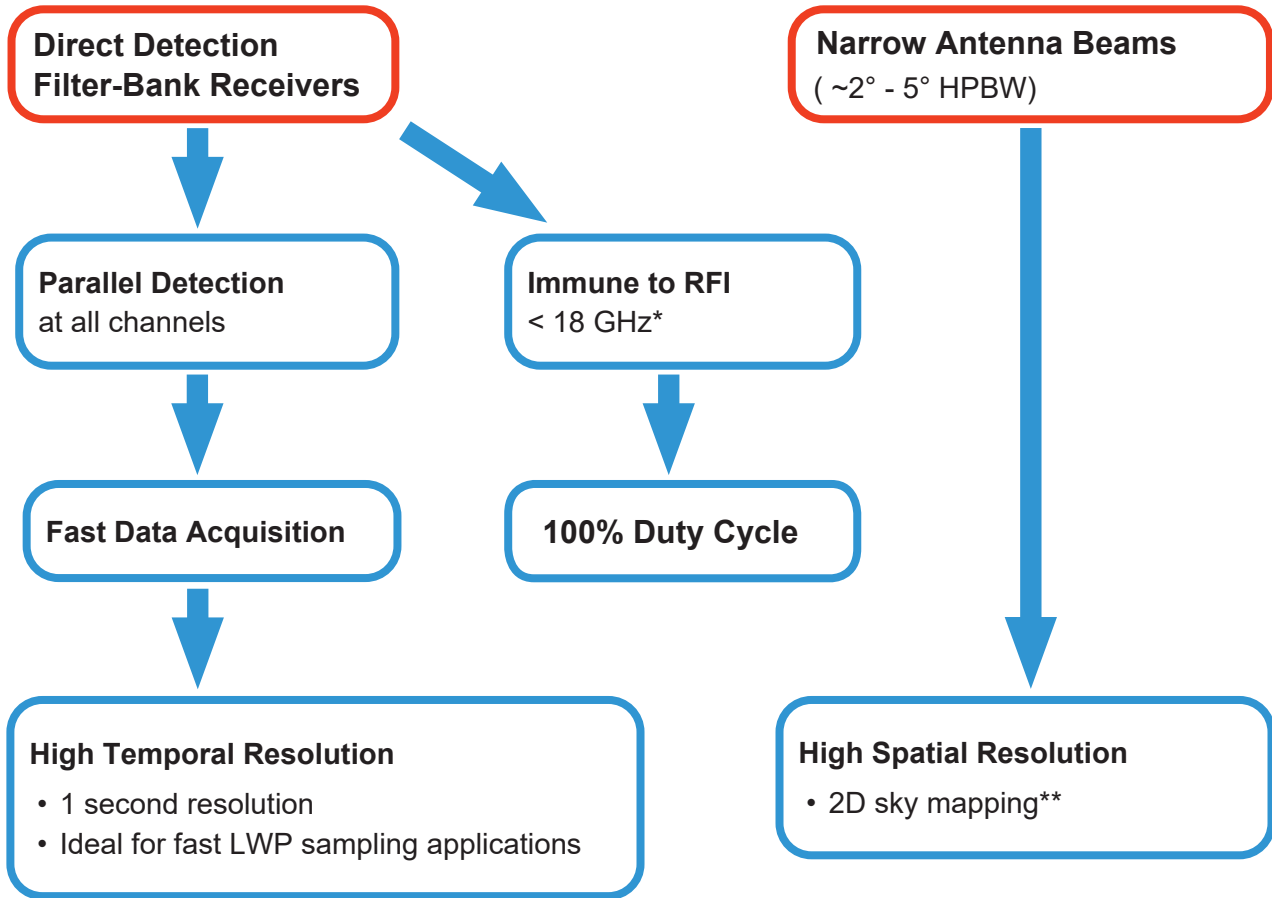 Direct Detection
Filter-Bank Receivers
Narrow Antenna Beams
( ~2° - 5° HPBW)
Parallel Detection
at all channels
Immune to RFI
< 18 GHz*
Fast Data Acquisition
100% Duty Cycle
High Temporal Resolution
• 1 second resolution
• Ideal for fast LWP sampling applications
High Spatial Resolution
• 2D sky mapping**